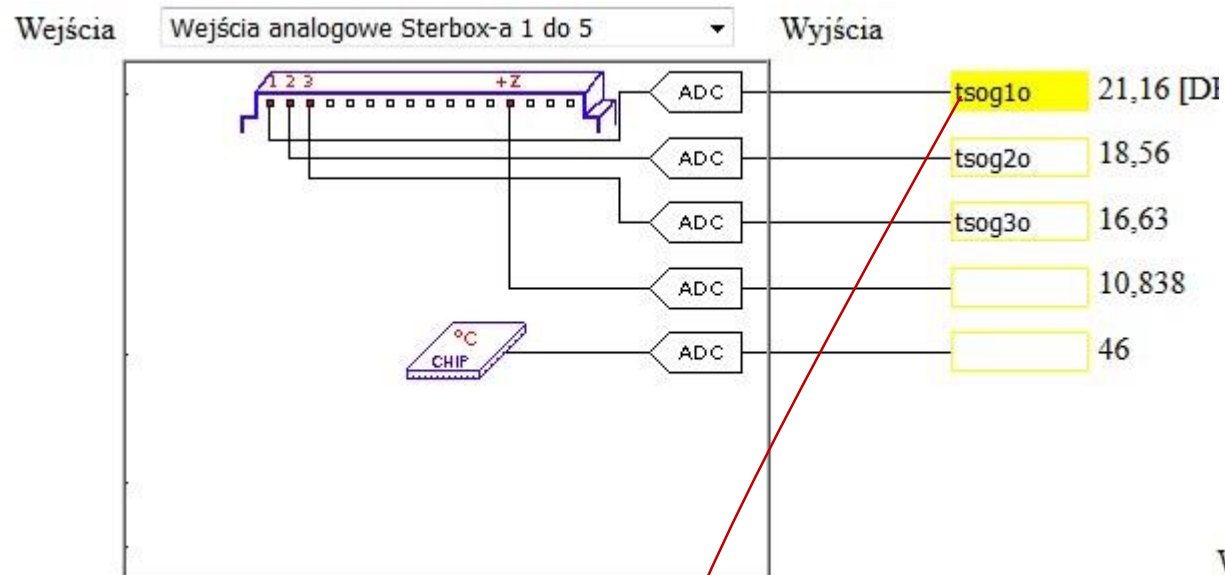 Wejścia Wejścia analogowe Sterbox-a 1 do 5 Wyjścia
1 2 3 +Z ADC tsog1o 21,16
ADC tsog2o 18,56
ADC tsog3o 16,63
ADC 10,838
°C CHIP ADC 46